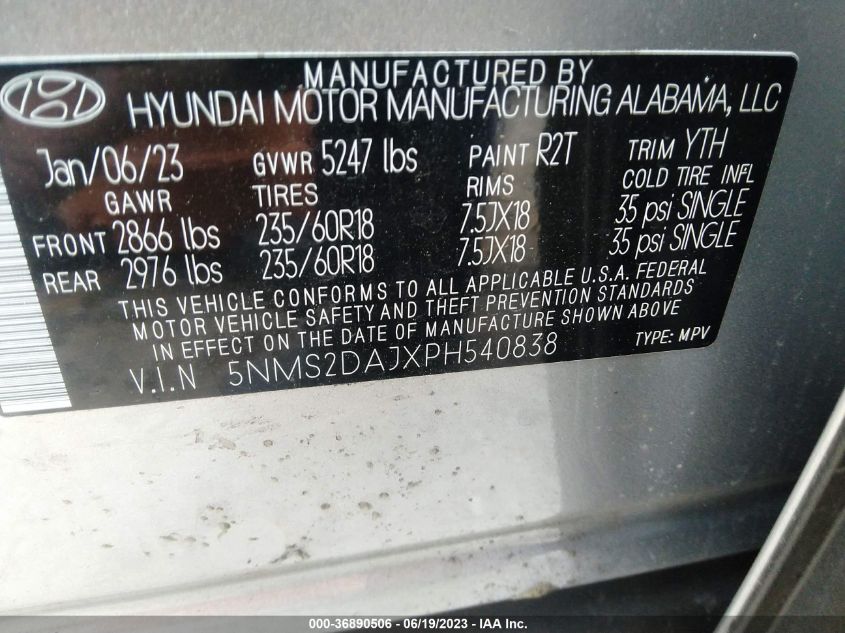 MANUFACTURED BY
HYUNDAI MOTOR MANUFACTURING ALABAMA, LLC
Jan/06/23 GVWR 5247 lbs PAINT R2T TRIM YTH
GAWR TIRES RIMS COLD TIRE INFL
FRONT 2866 lbs 235/60R18 7.5JX18 35 psi SINGLE
REAR 2976 lbs 235/60R18 7.5JX18 35 psi SINGLE
THIS VEHICLE CONFORMS TO ALL APPLICABLE U.S.A. FEDERAL
MOTOR VEHICLE SAFETY AND THEFT PREVENTION STANDARDS
IN EFFECT ON THE DATE OF MANUFACTURE SHOWN ABOVE
V.I.N 5NMS2DAJXPH540838 TYPE: MPV
000-36890506 - 06/19/2023 - IAA Inc.